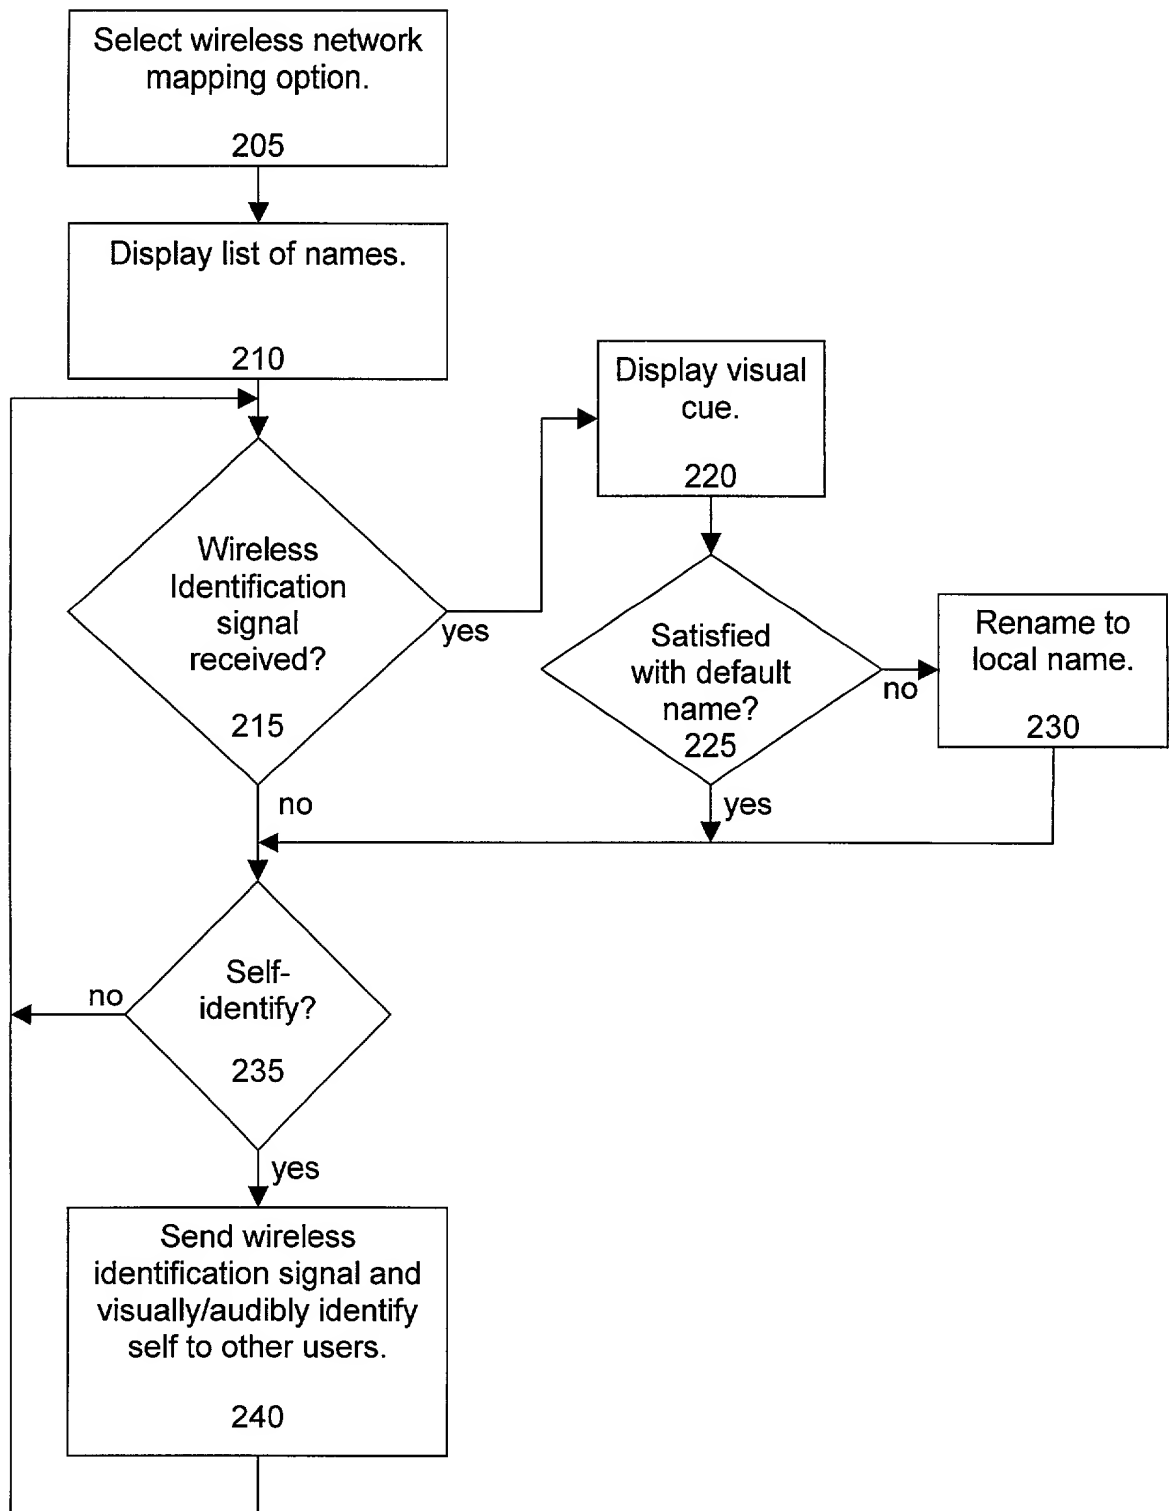 Select wireless network
mapping option.
205
Display list of names.
210
Display visual
cue.
220
Wireless
Identification
signal
received?
215
yes
no
Satisfied
with default
name?
225
no
yes
Rename to
local name.
230
Self-
identify?
235
no
yes
Send wireless
identification signal and
visually/audibly identify
self to other users.
240